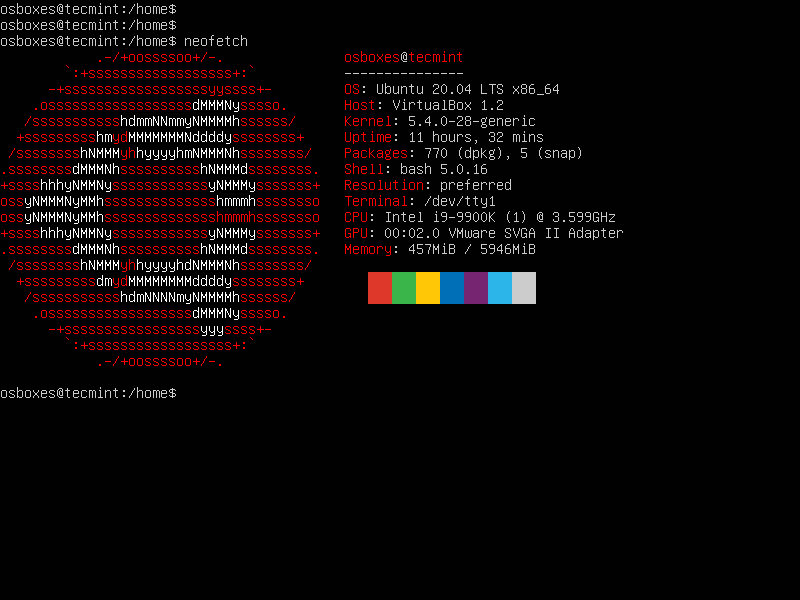 osboxes@tecmint:/home$
osboxes@tecmint:/home$
osboxes@tecmint:/home$ neofetch
.-/+oossssoo+/-.
`:+ssssssssssssssssss+:`
-+ssssssssssssssssssyyssss+-
.ossssssssssssssssssdMMMNysssso.
/ssssssssssshdmmNNmmyNMMMMhssssss/
+ssssssssshmydMMMMMMMNddddyssssssss+
/sssssssshNMMMyhhyyyyhmNMMMNhssssssss/
.ssssssssdMMMNhsssssssssshNMMMdssssssss.
+sssshhhyNMMNyssssssssssssyNMMMysssssss+
ossyNMMMNyMMhsssssssssssssshmmmhssssssso
ossyNMMMNyMMhsssssssssssssshmmmhssssssso
+sssshhhyNMMNyssssssssssssyNMMMysssssss+
.ssssssssdMMMNhsssssssssshNMMMdssssssss.
/sssssssshNMMMyhhyyyyhdNMMMNhssssssss/
+sssssssssdmydMMMMMMMMddddyssssssss+
/ssssssssssshdmNNNNmyNMMMMhssssss/
.ossssssssssssssssssdMMMNysssso.
-+sssssssssssssssssyyyssss+-
`:+ssssssssssssssssss+:`
.-/+oossssoo+/-.
osboxes@tecmint
---------------
OS: Ubuntu 20.04 LTS x86_64
Host: VirtualBox 1.2
Kernel: 5.4.0-28-generic
Uptime: 11 hours, 32 mins
Packages: 770 (dpkg), 5 (snap)
Shell: bash 5.0.16
Resolution: preferred
Terminal: /dev/tty1
CPU: Intel i9-9900K (1) @ 3.599GHz
GPU: 00:02.0 VMware SVGA II Adapter
Memory: 457MiB / 5946MiB
osboxes@tecmint:/home$